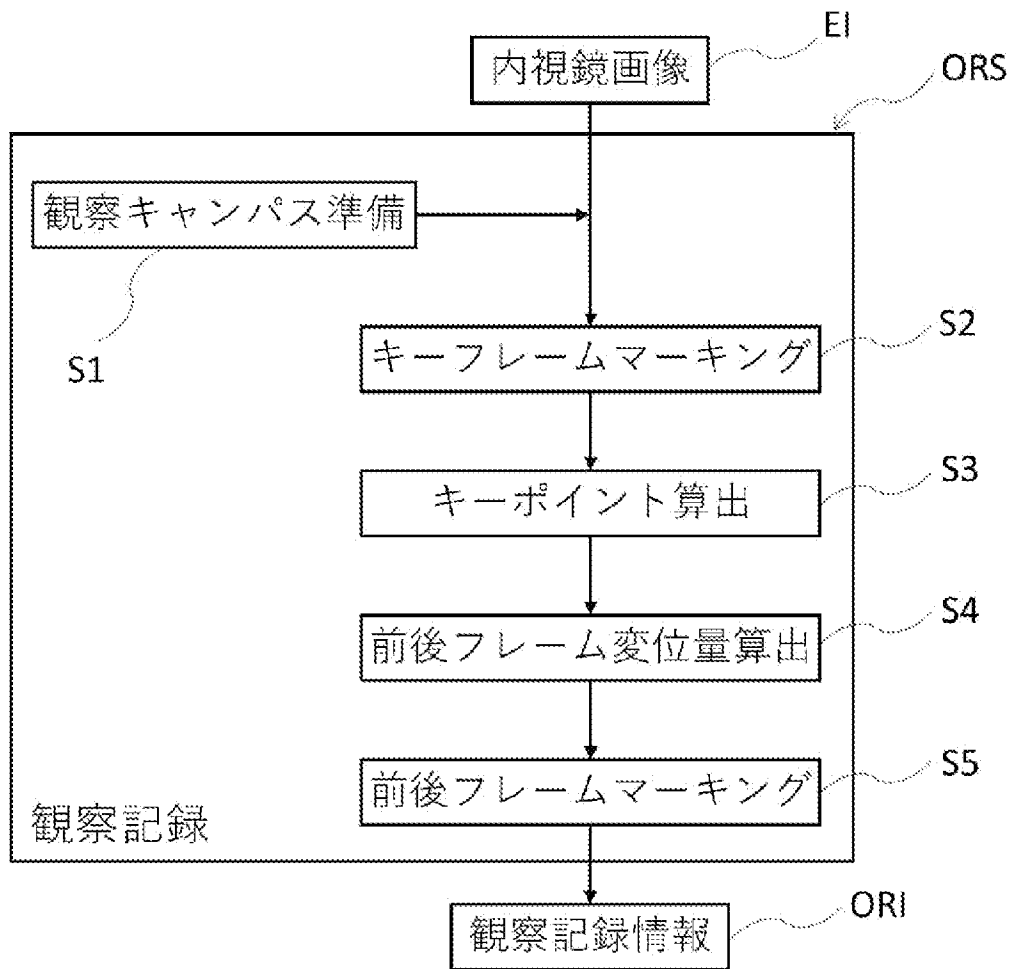 EI
内視鏡画像
ORS
観察キャンパス準備
S1
S2
キーフレームマーキング
S3
キーポイント算出
S4
前後フレーム変位量算出
S5
前後フレームマーキング
観察記録
ORI
観察記録情報